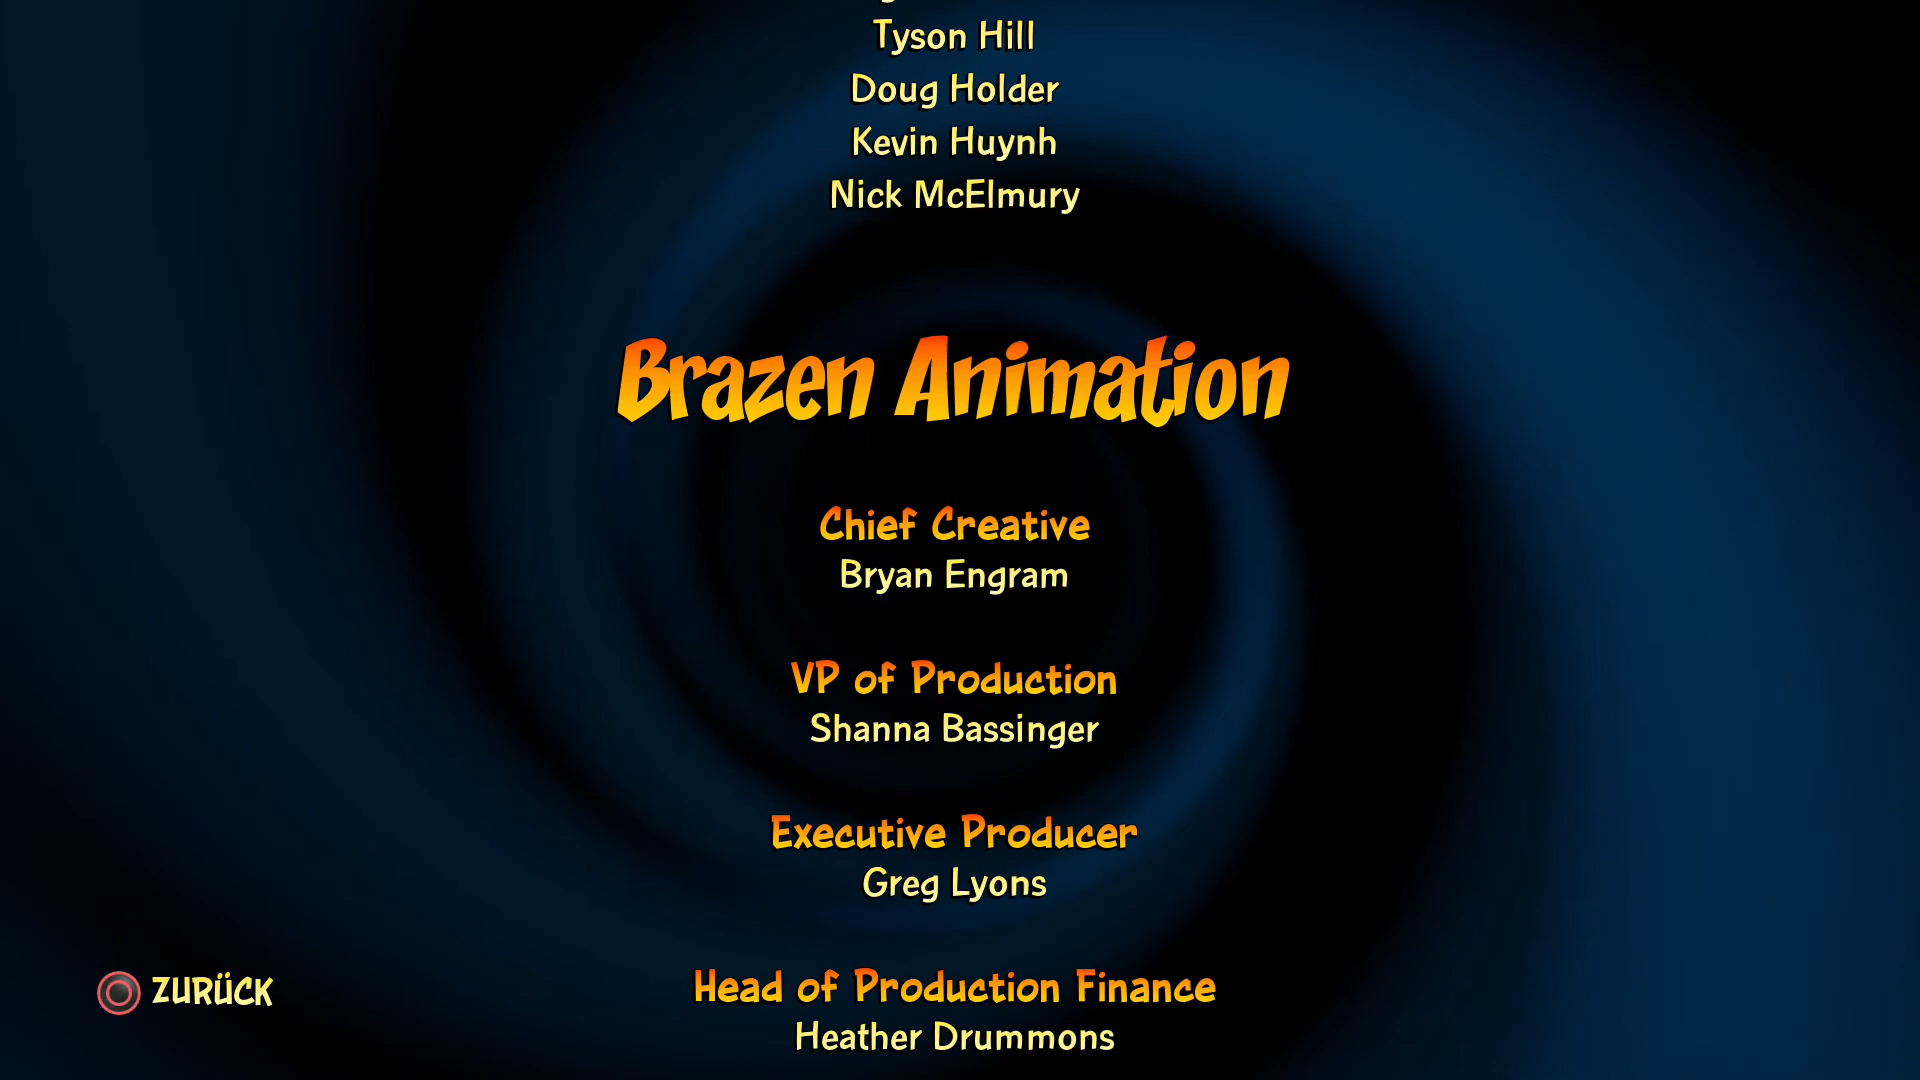 Tyson Hill
Doug Holder
Kevin Huynh
Nick McElmury
Brazen Animation
Chief Creative
Bryan Engram
VP of Production
Shanna Bassinger
Executive Producer
Greg Lyons
Head of Production Finance
Heather Drummons
ZURÜCK